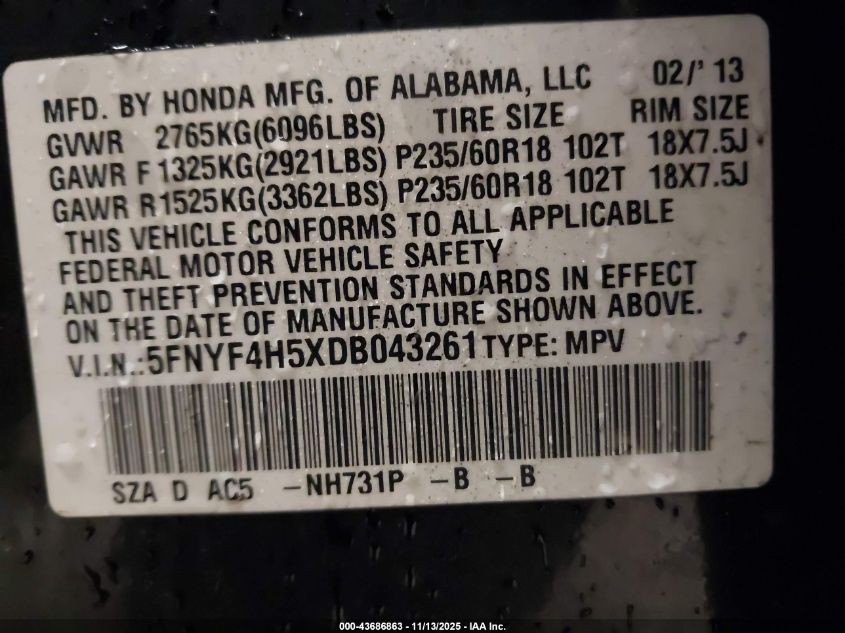 MFD. BY HONDA MFG. OF ALABAMA, LLC 02/' 13
GVWR 2765KG(6096LBS) TIRE SIZE RIM SIZE
GAWR F 1325KG(2921LBS) P235/60R18 102T 18X7.5J
GAWR R1525KG(3362LBS) P235/60R18 102T 18X7.5J
THIS VEHICLE CONFORMS TO ALL APPLICABLE
FEDERAL MOTOR VEHICLE SAFETY
AND THEFT PREVENTION STANDARDS IN EFFECT
ON THE DATE OF MANUFACTURE SHOWN ABOVE.
V.I.N.:5FNYF4H5XDB043261 TYPE: MPV
SZA D AC5 -NH731P -B -B
000-43686863 - 11/13/2025 - IAA Inc.